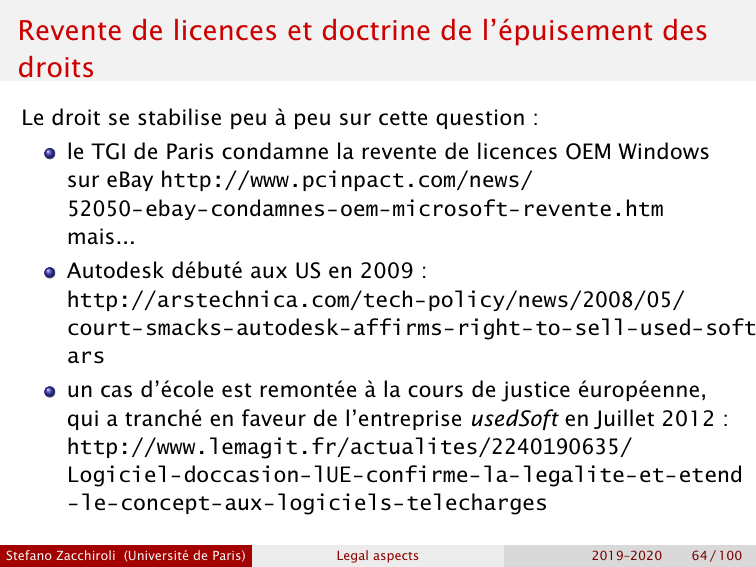 Revente de licences et doctrine de l'épuisement des
droits
Le droit se stabilise peu à peu sur cette question :
le TGI de Paris condamne la revente de licences OEM Windows
sur eBay http://www.pcinpact.com/news/
52050-ebay-condamnes-oem-microsoft-revente.htm
mais...
Autodesk débuté aux US en 2009 :
http://arstechnica.com/tech-policy/news/2008/05/
court-smacks-autodesk-affirms-right-to-sell-used-soft
ars
un cas d'école est remontée à la cours de justice éuropéenne,
qui a tranché en faveur de l'entreprise usedSoft en Juillet 2012 :
http://www.lemagit.fr/actualites/2240190635/
Logiciel-doccasion-lUE-confirme-la-legalite-et-etend
-le-concept-aux-logiciels-telecharges
Stefano Zacchiroli (Université de Paris) Legal aspects 2019-2020 64 / 100